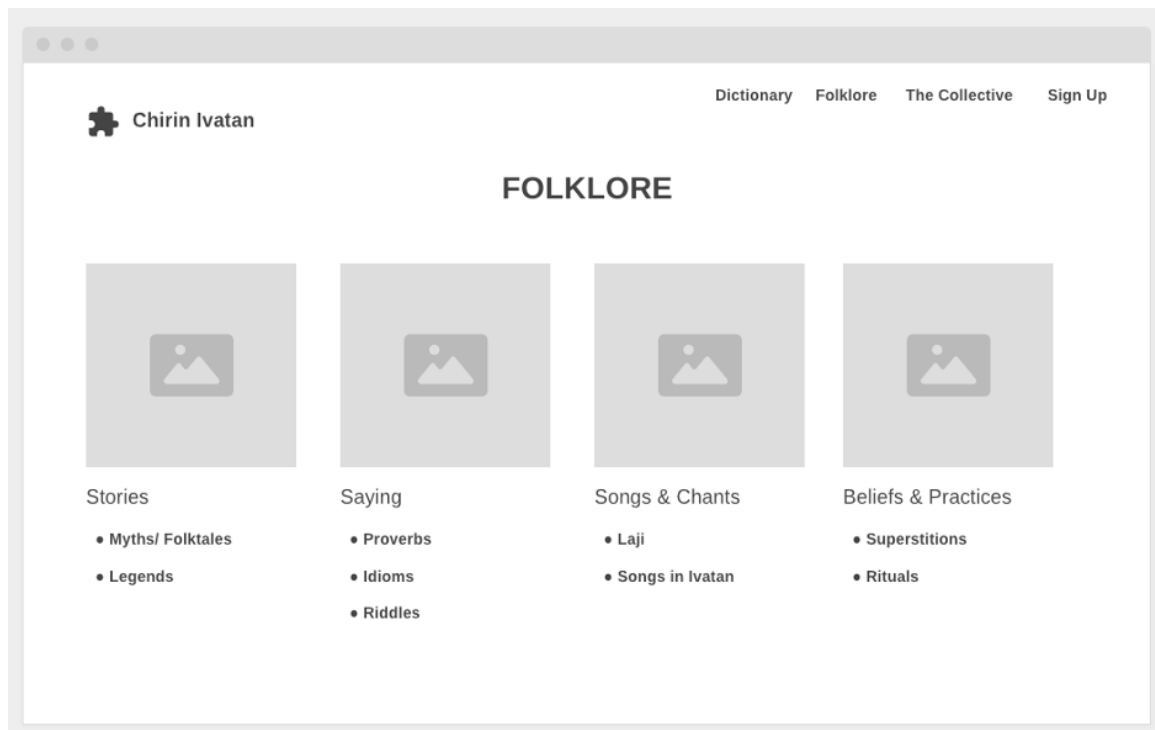 Dictionary Folklore The Collective Sign Up
Chirin Ivatan
FOLKLORE
Stories
• Myths/ Folktales
• Legends
Saying
• Proverbs
• Idioms
• Riddles
Songs & Chants
• Laji
• Songs in Ivatan
Beliefs & Practices
• Superstitions
• Rituals